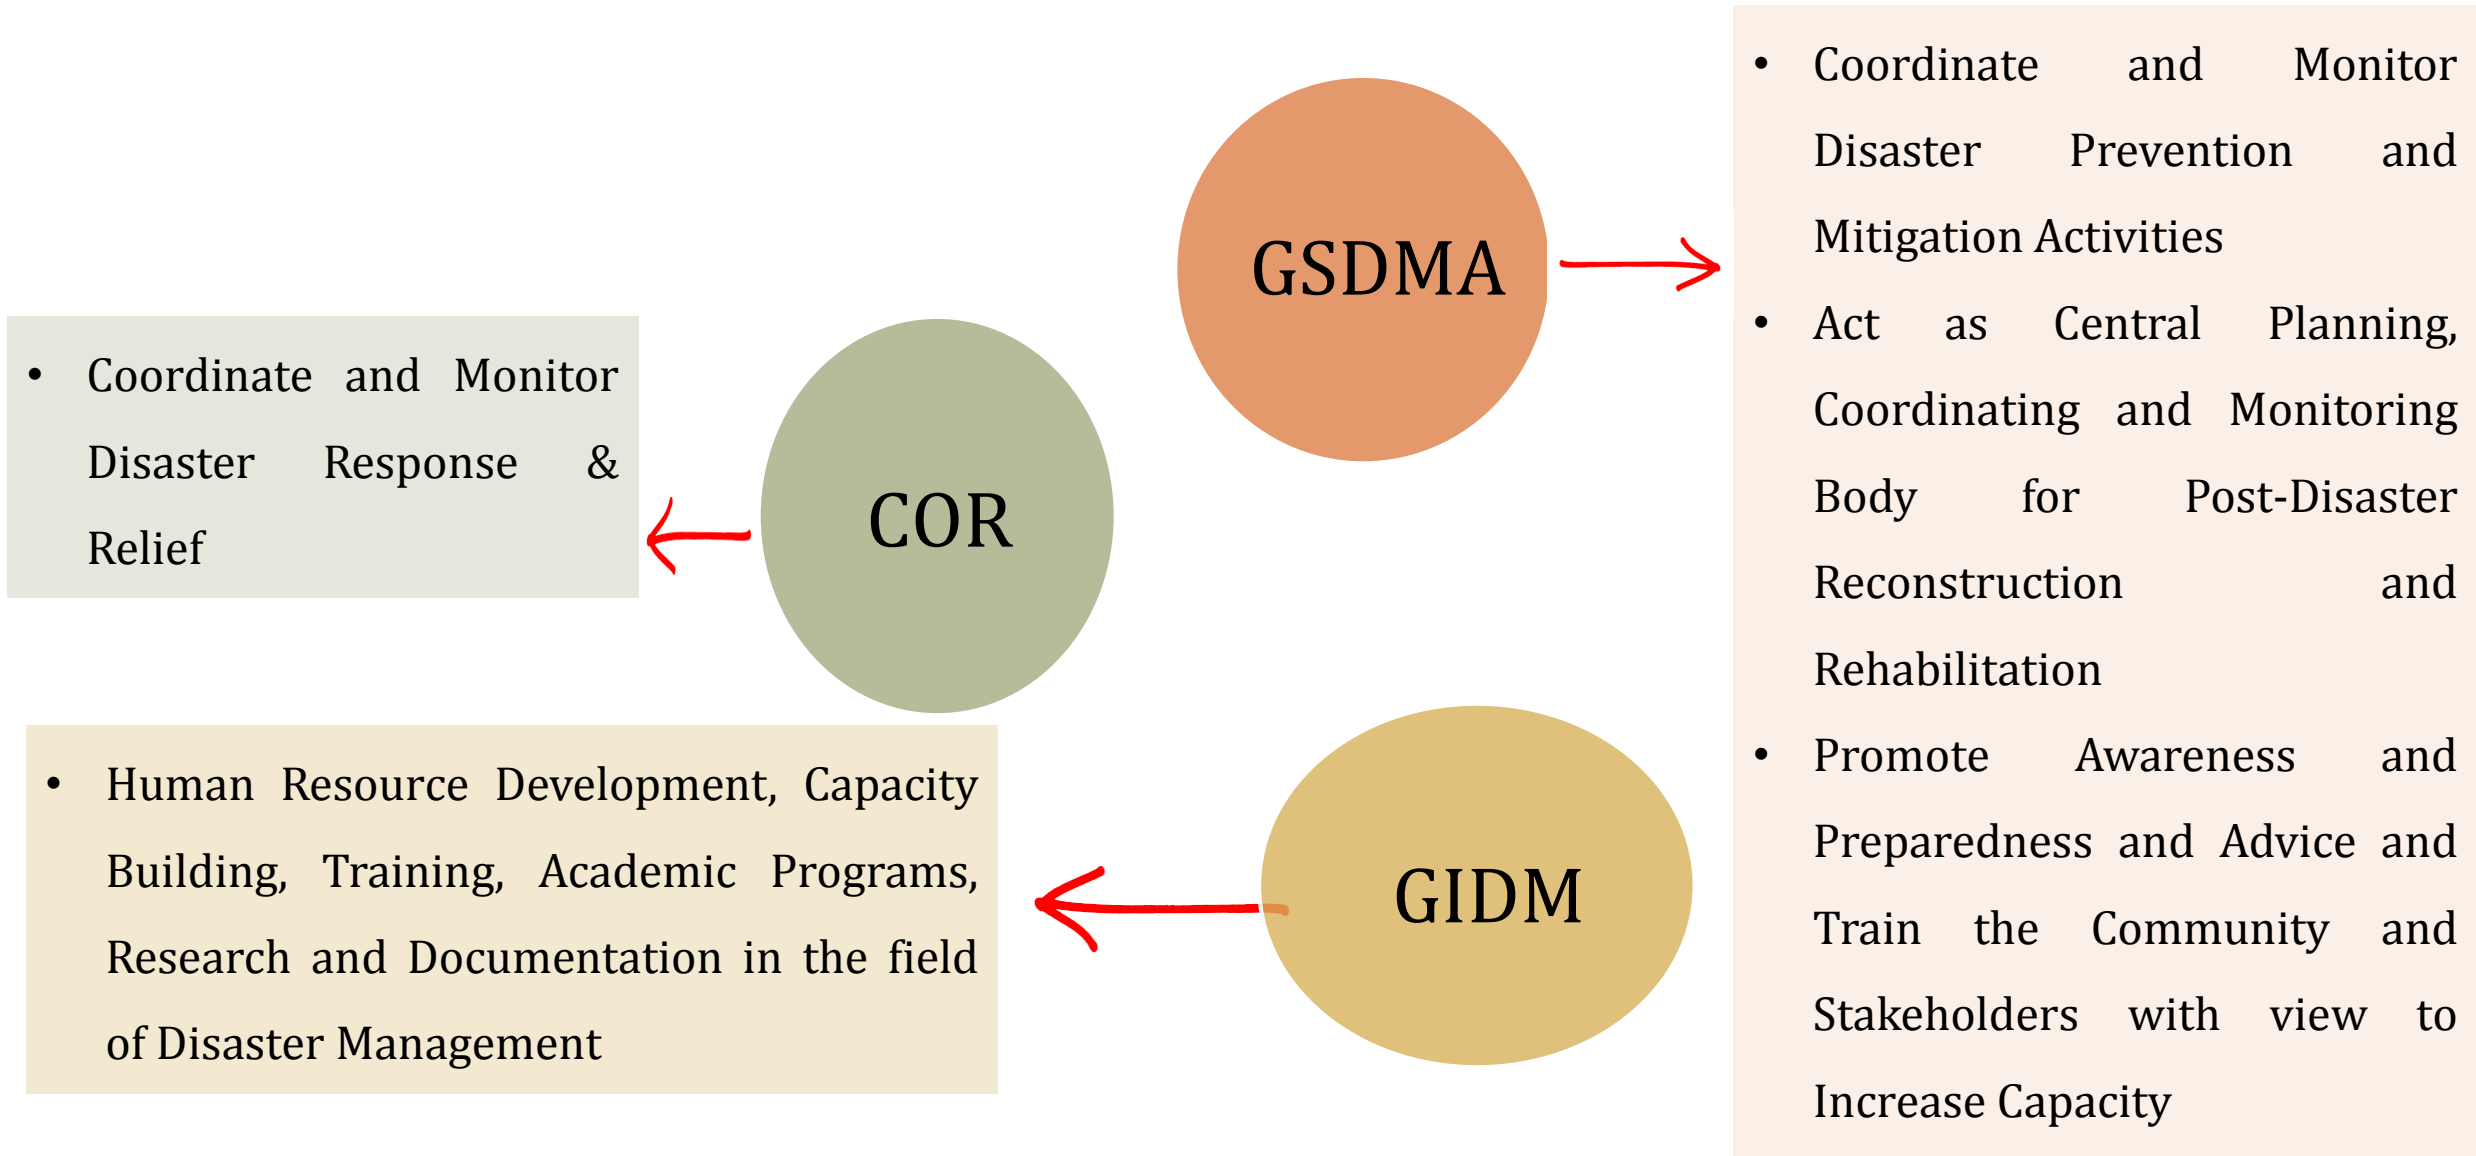 GSDMA
• Coordinate and Monitor
Disaster Prevention and
Mitigation Activities
• Act as Central Planning,
Coordinating and Monitoring
Body for Post-Disaster
Reconstruction and
Rehabilitation
• Promote Awareness and
Preparedness and Advice and
Train the Community and
Stakeholders with view to
Increase Capacity
COR
• Coordinate and Monitor
Disaster Response &
Relief
GIDM
• Human Resource Development, Capacity
Building, Training, Academic Programs,
Research and Documentation in the field
of Disaster Management